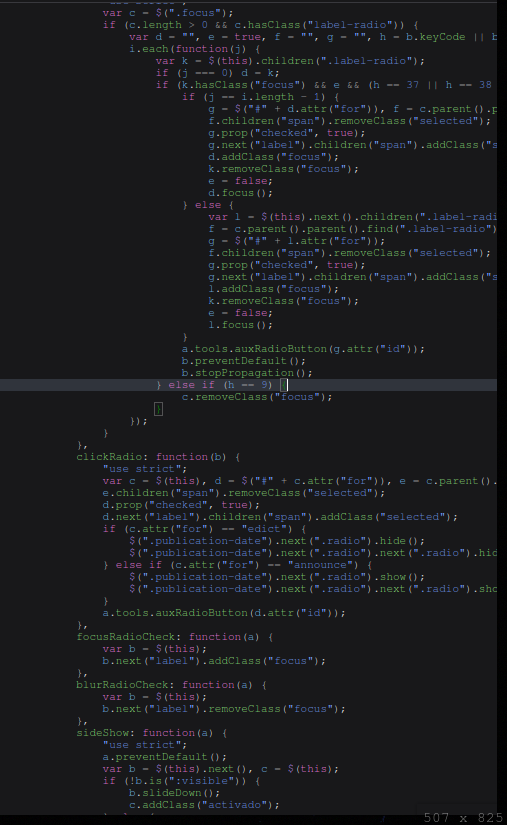 var c = $(".focus");
if (c.length > 0 && c.hasClass("label-radio")) {
var d = "", e = true, f = "", g = "", h = b.keyCode || b
i.each(function(j) {
var k = $(this).children(".label-radio");
if (j === 0) d = k;
if (k.hasClass("focus") && e && (h == 37 || h == 38
if (j == i.length - 1) {
g = $("#" + d.attr("for")), f = c.parent().p
f.children("span").removeClass("selected");
g.prop("checked", true);
g.next("label").children("span").addClass("s
d.addClass("focus");
k.removeClass("focus");
e = false;
d.focus();
} else {
var l = $(this).next().children(".label-radi
f = c.parent().parent().find(".label-radio")
g = $("#" + l.attr("for"));
f.children("span").removeClass("selected");
g.prop("checked", true);
g.next("label").children("span").addClass("s
l.addClass("focus");
k.removeClass("focus");
e = false;
l.focus();
}
a.tools.auxRadioButton(g.attr("id"));
b.preventDefault();
b.stopPropagation();
} else if (h == 9) {
c.removeClass("focus");
}
});
}
},
clickRadio: function(b) {
"use strict";
var c = $(this), d = $("#" + c.attr("for")), e = c.parent().
e.children("span").removeClass("selected");
d.prop("checked", true);
d.next("label").children("span").addClass("selected");
if (c.attr("for") == "edict") {
$(".publication-date").next(".radio").hide();
$(".publication-date").next(".radio").next(".radio").hid
} else if (c.attr("for") == "announce") {
$(".publication-date").next(".radio").show();
$(".publication-date").next(".radio").next(".radio").sho
}
a.tools.auxRadioButton(d.attr("id"));
},
focusRadioCheck: function(a) {
var b = $(this);
b.next("label").addClass("focus");
},
blurRadioCheck: function(a) {
var b = $(this);
b.next("label").removeClass("focus");
},
sideShow: function(a) {
"use strict";
a.preventDefault();
var b = $(this).next(), c = $(this);
if (!b.is(":visible")) {
b.slideDown();
c.addClass("activado");
507 x 825